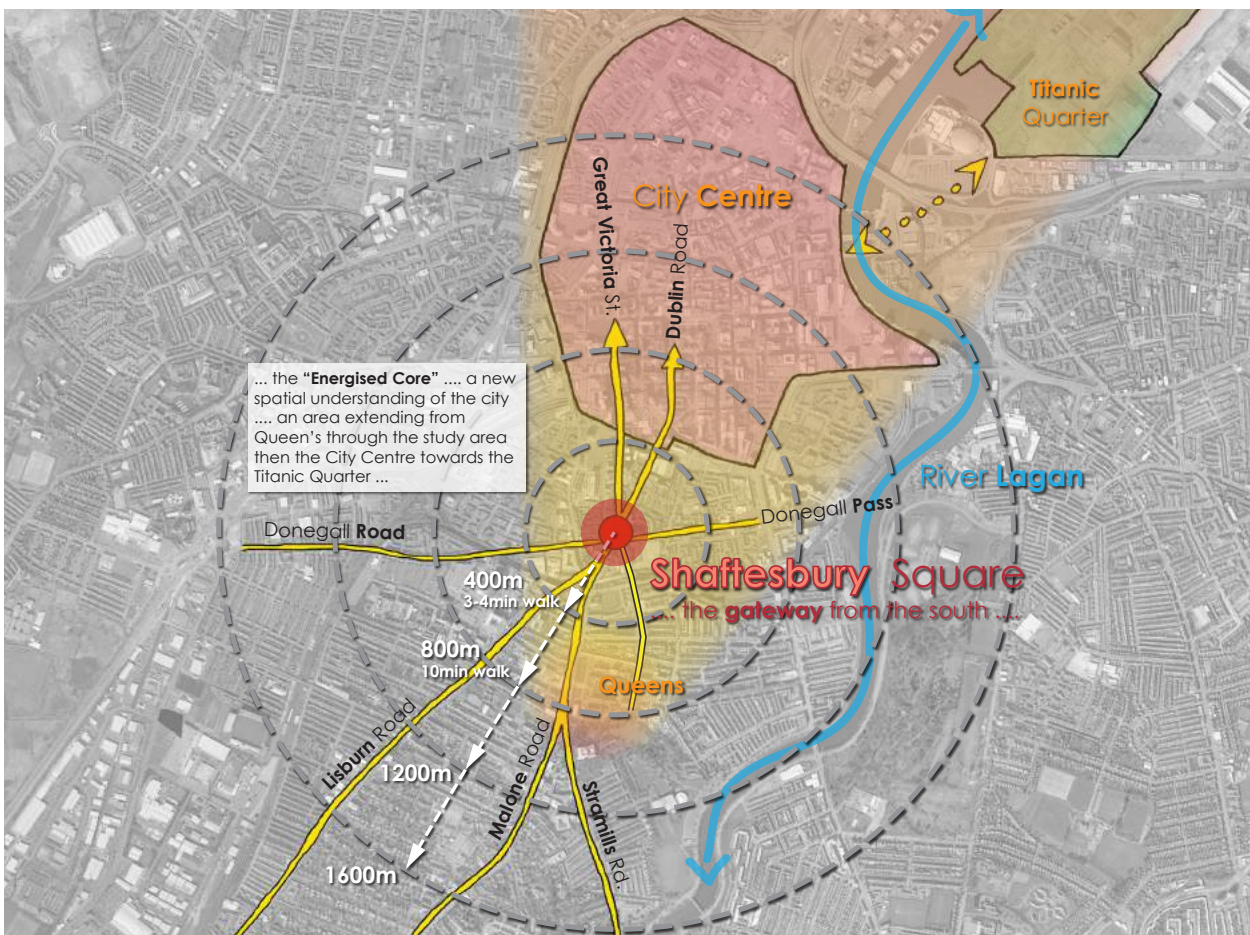 Titanic
Quarter
City Centre
Great Victoria St.
Dublin Road
... the “Energised Core” .... a new
spatial understanding of the city
.... an area extending from
Queen’s through the study area
then the City Centre towards the
Titanic Quarter ...
River Lagan
Donegall Road
Donegall Pass
Shaftesbury Square
.... the gateway from the south ....
400m
3-4min walk
800m
10min walk
Queens
Lisburn Road
1200m
Malone Road
Stramills Rd.
1600m